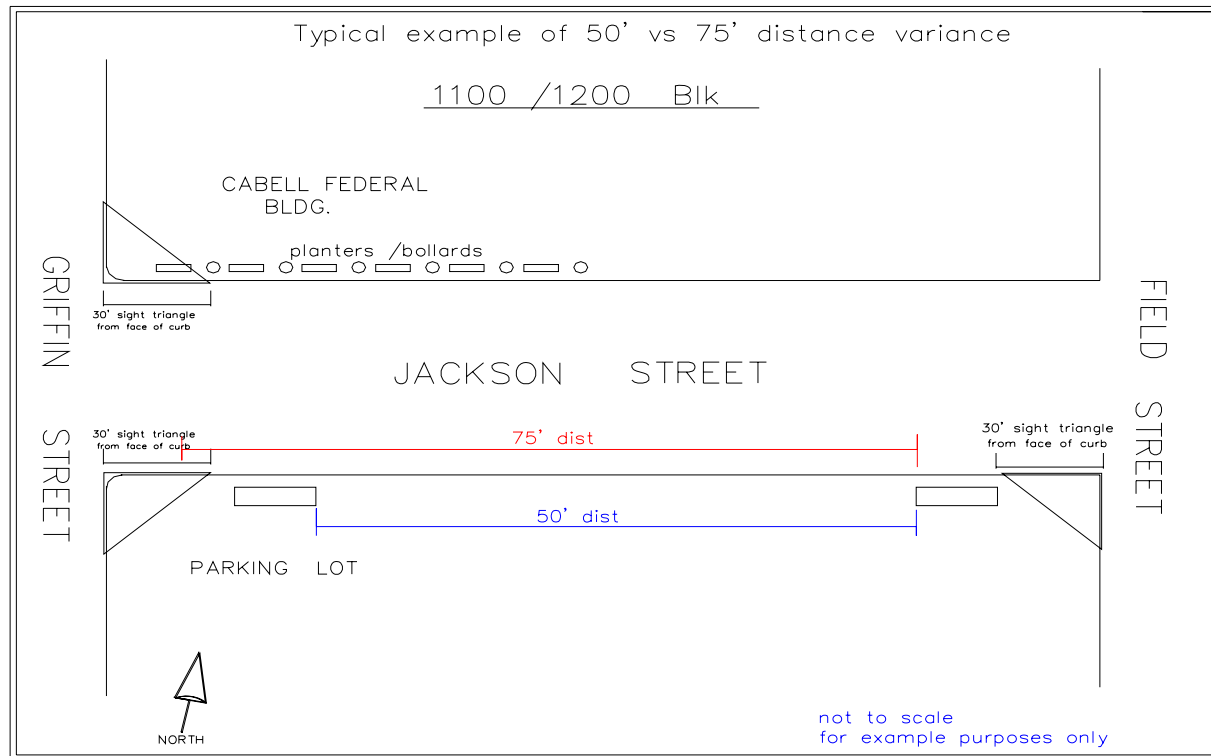 Typical example of 50' vs 75' distance variance
1100 /1200 Blk
CABELL FEDERAL
BLDG.
planters /bollards
GRIFFIN
30' sight triangle
from face of curb
FIELD
JACKSON STREET
STREET
30' sight triangle
from face of curb
75' dist
30' sight triangle
from face of curb
STREET
50' dist
PARKING LOT
NORTH
not to scale
for example purposes only